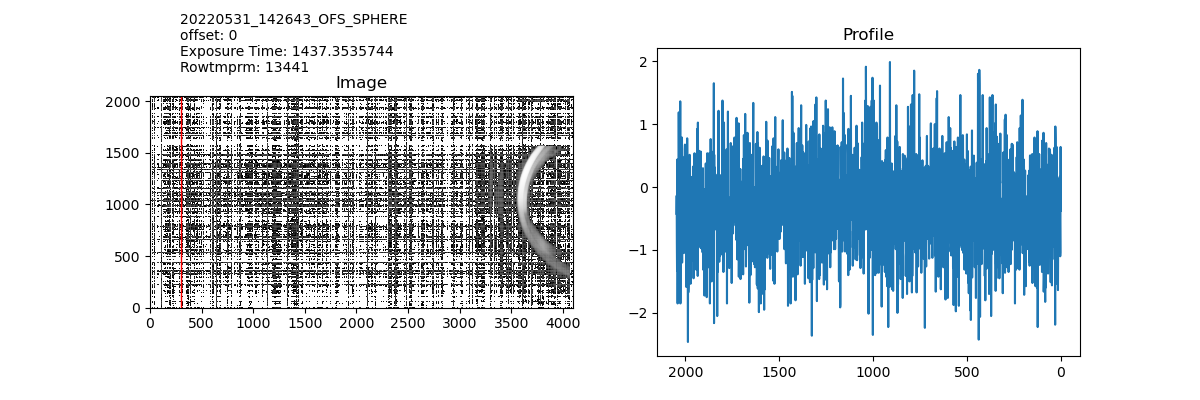 20220531_142643_OFS_SPHERE
offset: 0
Exposure Time: 1437.3535744
Rowtmprm: 13441
Image
2000
1500
1000
500
0
0 500 1000 1500 2000 2500 3000 3500 4000
Profile
2
1
0
−1
−2
2000 1500 1000 500 0